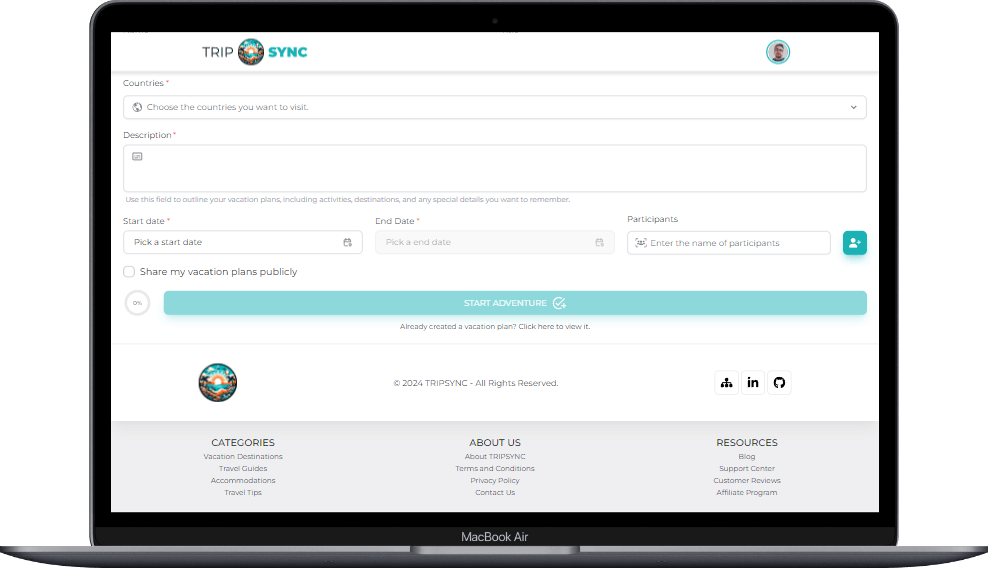 TRIP SYNC
Countries *
Choose the countries you want to visit.
Description *
Use this field to outline your vacation plans, including activities, destinations, and any special details you want to remember.
Start date * End Date * Participants
Pick a start date Pick a end date Enter the name of participants
Share my vacation plans publicly
0% START ADVENTURE
Already created a vacation plan? Click here to view it.
© 2024 TRIPSYNC - All Rights Reserved.
in
CATEGORIES ABOUT US RESOURCES
Vacation Destinations About TRIPSYNC Blog
Travel Guides Terms and Conditions Support Center
Accommodations Privacy Policy Customer Reviews
Travel Tips Contact Us Affiliate Program
MacBook Air